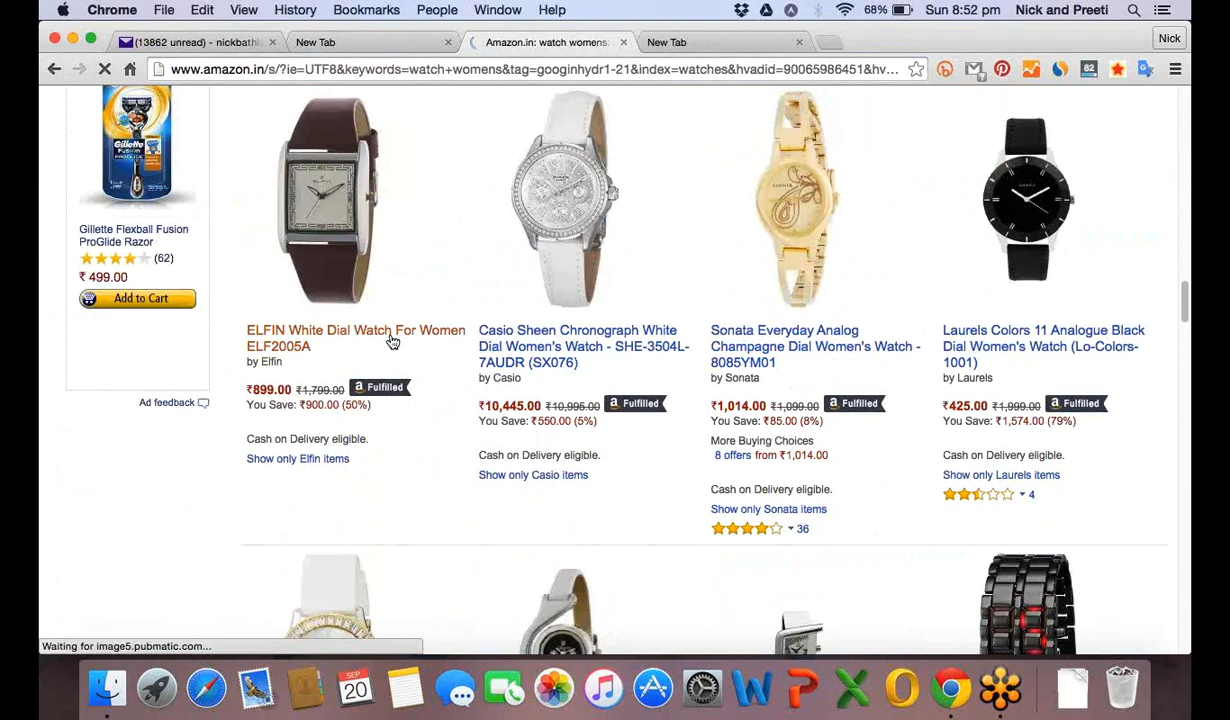 Chrome File Edit View History Bookmarks People Window Help 68% Sun 8:52 pm Nick and Preeti
(13862 unread) - nickbathl New Tab Amazon.in: watch womens: New Tab Nick
www.amazon.in/s/?ie=UTF8&keywords=watch+womens&tag=googinhydr1-21&index=watches&hvadid=90065986451&hv... 82
Gillette Flexball Fusion
ProGlide Razor
(62)
₹ 499.00
Add to Cart
Ad feedback
ELFIN White Dial Watch For Women
ELF2005A
by Elfin
₹899.00 ₹1,799.00 a Fulfilled
You Save: ₹900.00 (50%)
Cash on Delivery eligible.
Show only Elfin items
Casio Sheen Chronograph White
Dial Women's Watch - SHE-3504L-
7AUDR (SX076)
by Casio
₹10,445.00 ₹10,995.00 a Fulfilled
You Save: ₹550.00 (5%)
Cash on Delivery eligible.
Show only Casio items
SONATA
Sonata Everyday Analog
Champagne Dial Women's Watch -
8085YM01
by Sonata
₹1,014.00 ₹1,099.00 a Fulfilled
You Save: ₹85.00 (8%)
More Buying Choices
8 offers from ₹1,014.00
Cash on Delivery eligible.
Show only Sonata items
36
Laurels Colors 11 Analogue Black
Dial Women's Watch (Lo-Colors-
1001)
by Laurels
₹425.00 ₹1,999.00 a Fulfilled
You Save: ₹1,574.00 (79%)
Cash on Delivery eligible.
Show only Laurels items
4
Waiting for image5.pubmatic.com...
SEP
20